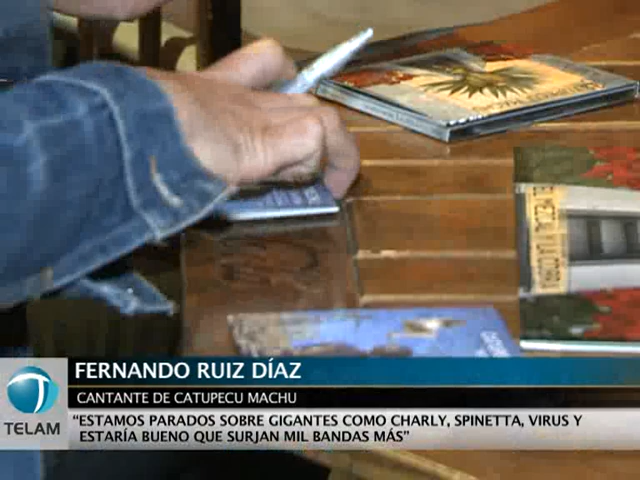 FERNANDO RUIZ DÍAZ
CANTANTE DE CATUPECU MACHU
TELAM
"ESTAMOS PARADOS SOBRE GIGANTES COMO CHARLY, SPINETTA, VIRUS Y
ESTARÍA BUENO QUE SURJAN MIL BANDAS MÁS"